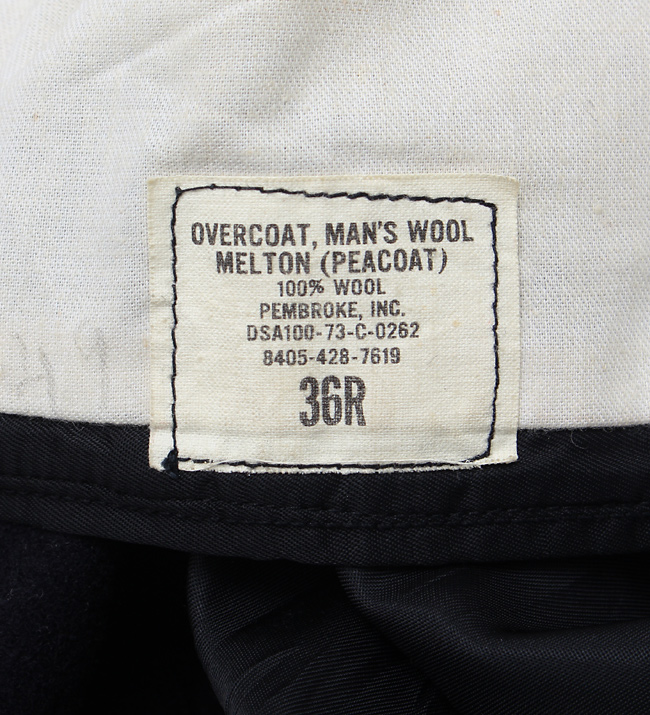 OVERCOAT, MAN'S WOOL
MELTON (PEACOAT)
100% WOOL
PEMBROKE, INC.
DSA100-73-C-0262
8405-428-7619
36R